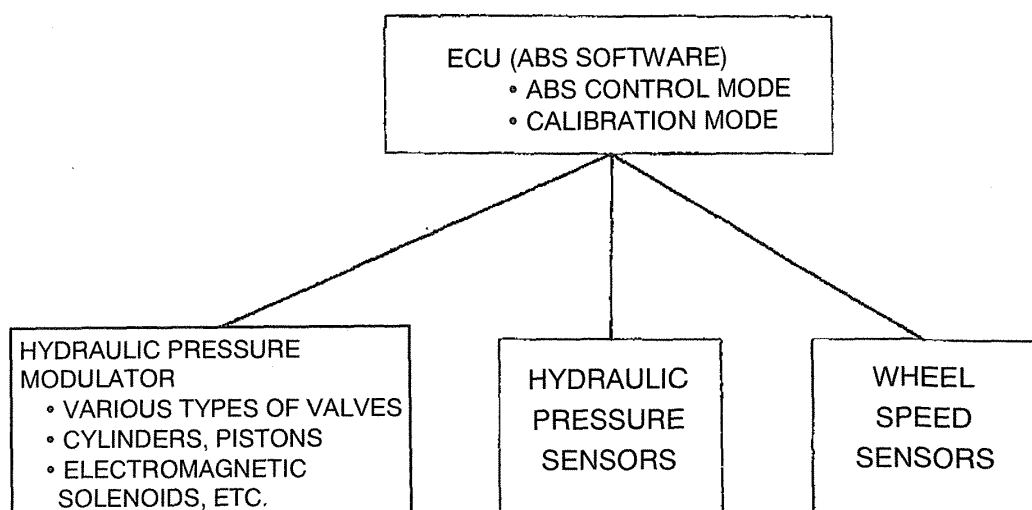 ECU (ABS SOFTWARE)
• ABS CONTROL MODE
• CALIBRATION MODE
HYDRAULIC PRESSURE
MODULATOR
• VARIOUS TYPES OF VALVES
• CYLINDERS, PISTONS
• ELECTROMAGNETIC
SOLENOIDS, ETC.
HYDRAULIC
PRESSURE
SENSORS
WHEEL
SPEED
SENSORS